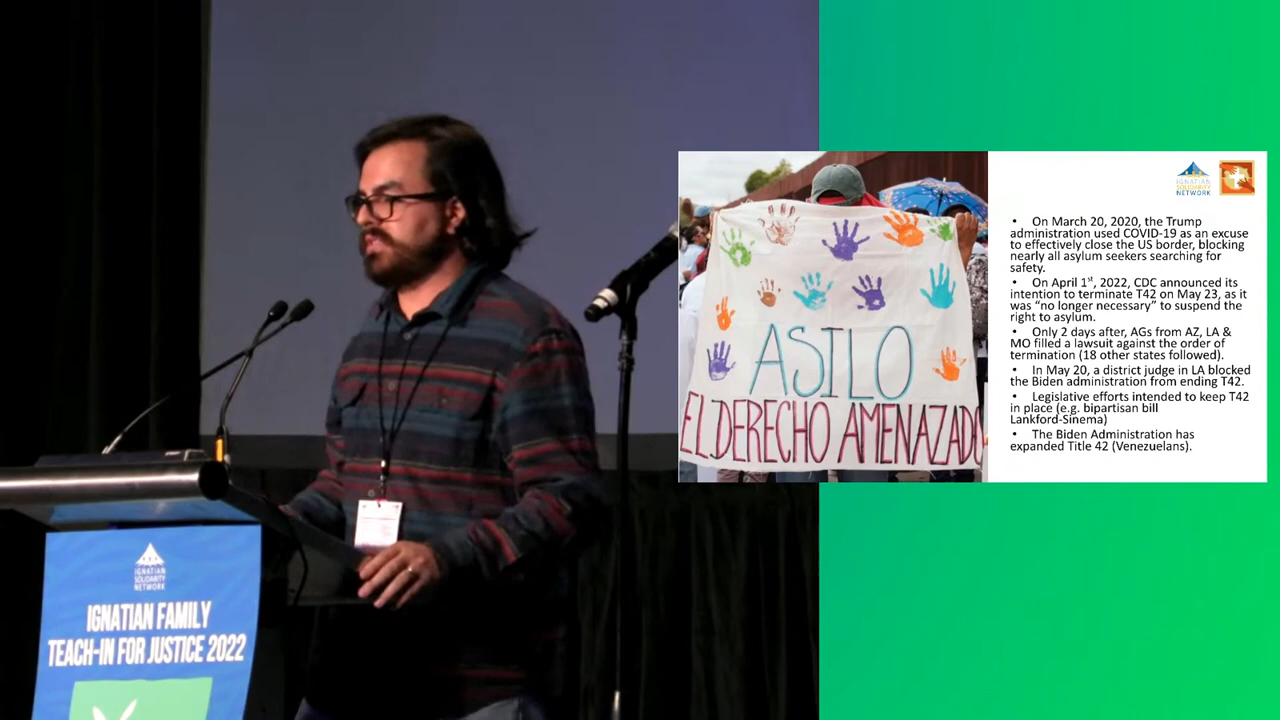 IGNATIAN
SOLIDARITY
NETWORK
IGNATIAN FAMILY
TEACH-IN FOR JUSTICE 2022
ASILO
EL DERECHO AMENAZADO
IGNATIAN
SOLIDARITY
NETWORK
• On March 20, 2020, the Trump
administration used COVID-19 as an excuse
to effectively close the US border, blocking
nearly all asylum seekers searching for
safety.
• On April 1st, 2022, CDC announced its
intention to terminate T42 on May 23, as it
was “no longer necessary” to suspend the
right to asylum.
• Only 2 days after, AGs from AZ, LA &
MO filled a lawsuit against the order of
termination (18 other states followed).
• In May 20, a district judge in LA blocked
the Biden administration from ending T42.
• Legislative efforts intended to keep T42
in place (e.g. bipartisan bill
Lankford-Sinema)
• The Biden Administration has
expanded Title 42 (Venezuelans).